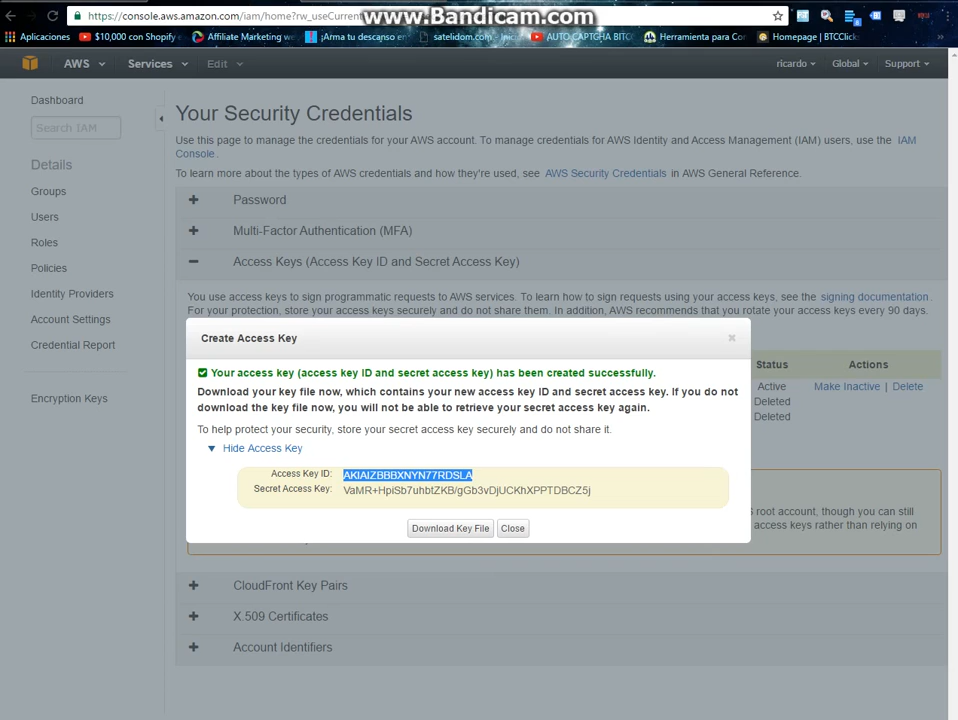 https://console.aws.amazon.com/iam/home?rw_useCurrent
www.Bandicam.com
Aplicaciones
$10,000 con Shopify
Affiliate Marketing w
¡Arma tu descanso en
satelidom.com - Inici
AUTO CAPTCHA BITC
Herramienta para Co
Homepage | BTCClick
AWS
Services
Edit
ricardo
Global
Support
Dashboard
Search IAM
Details
Groups
Users
Roles
Policies
Identity Providers
Account Settings
Credential Report
Encryption Keys
Your Security Credentials
Use this page to manage the credentials for your AWS account. To manage credentials for AWS Identity and Access Management (IAM) users, use the IAM
Console.
To learn more about the types of AWS credentials and how they're used, see AWS Security Credentials in AWS General Reference.
Password
Multi-Factor Authentication (MFA)
Access Keys (Access Key ID and Secret Access Key)
You use access keys to sign programmatic requests to AWS services. To learn how to sign requests using your access keys, see the signing documentation.
For your protection, store your access keys securely and do not share them. In addition, AWS recommends that you rotate your access keys every 90 days.
Status
Actions
Active
Make Inactive | Delete
Deleted
Deleted
Create Access Key
Your access key (access key ID and secret access key) has been created successfully.
Download your key file now, which contains your new access key ID and secret access key. If you do not
download the key file now, you will not be able to retrieve your secret access key again.
To help protect your security, store your secret access key securely and do not share it.
Hide Access Key
Access Key ID: [credential redacted]
Secret Access Key: [credential redacted]
Download Key File
Close
root account, though you can still
access keys rather than relying on
CloudFront Key Pairs
X.509 Certificates
Account Identifiers